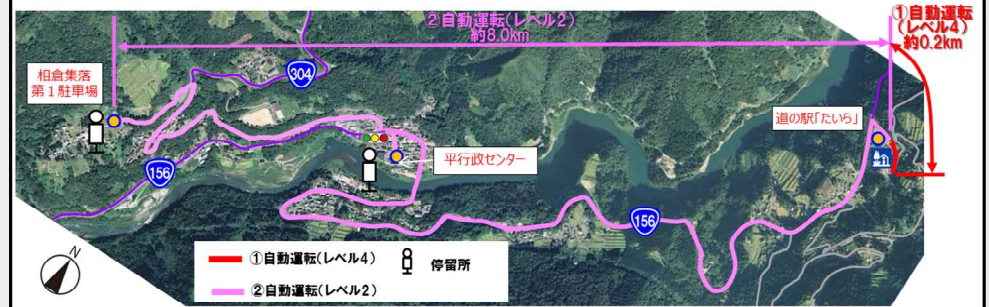 ②自動運転(レベル2)
約8.0km
①自動運転
(レベル4)
約0.2km
相倉集落
第1駐車場
304
道の駅「たいら」
平行政センター
156
156
N
①自動運転(レベル4)
停留所
②自動運転(レベル2)